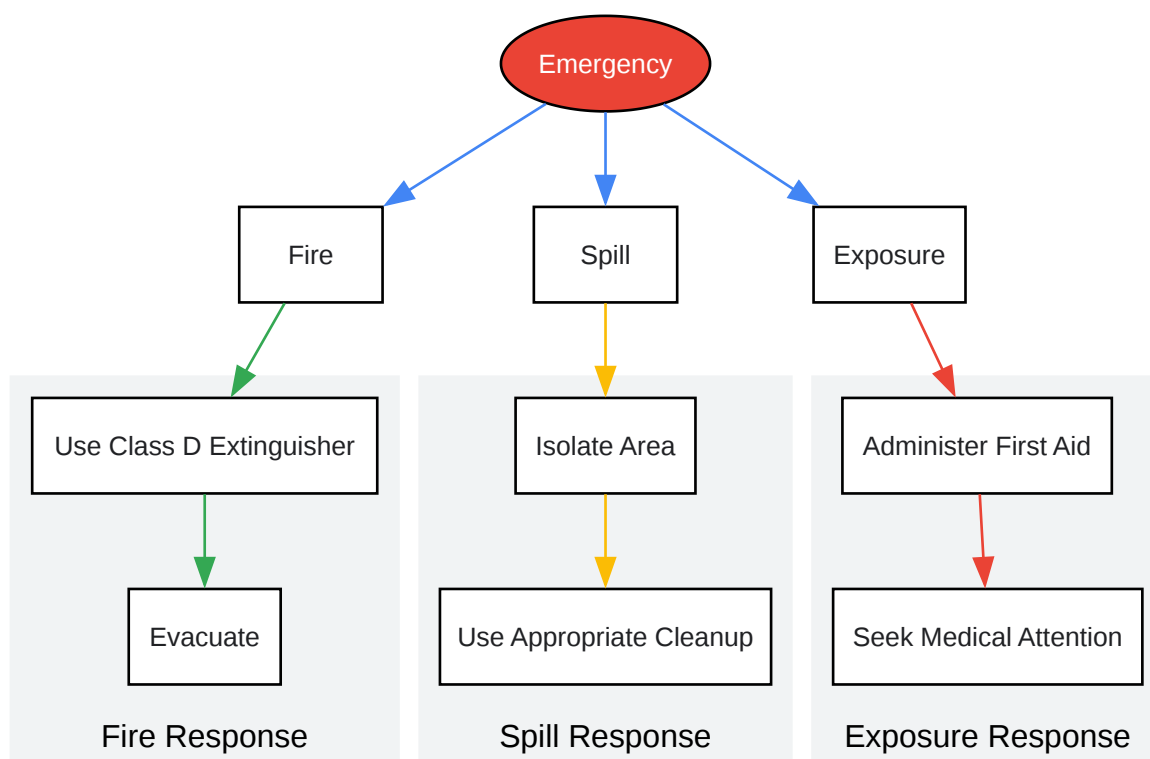 Emergency
Fire
Spill
Exposure
Use Class D Extinguisher
Isolate Area
Administer First Aid
Evacuate
Use Appropriate Cleanup
Seek Medical Attention
Fire Response
Spill Response
Exposure Response